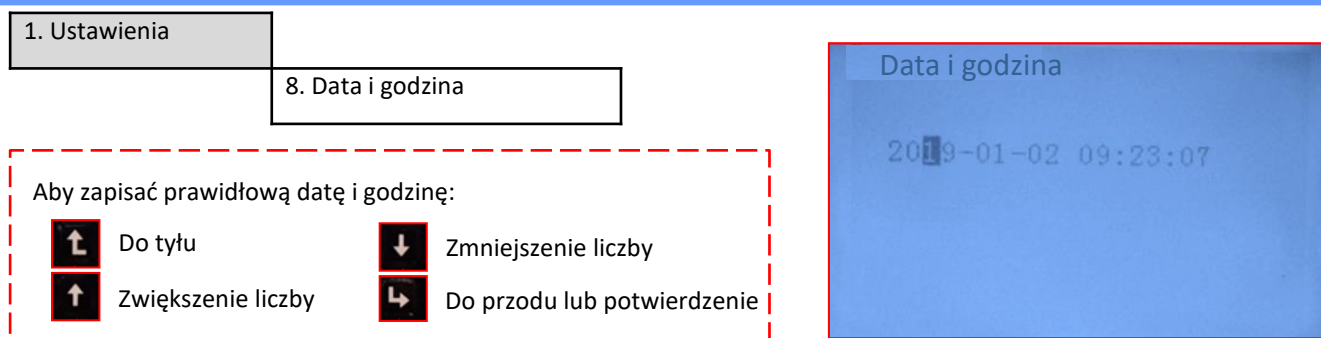 1. Ustawienia
8. Data i godzina
Aby zapisać prawidłową datę i godzinę:
Do tyłu
Zmniejszenie liczby
Zwiększenie liczby
Do przodu lub potwierdzenie
Data i godzina
2019-01-02 09:23:07